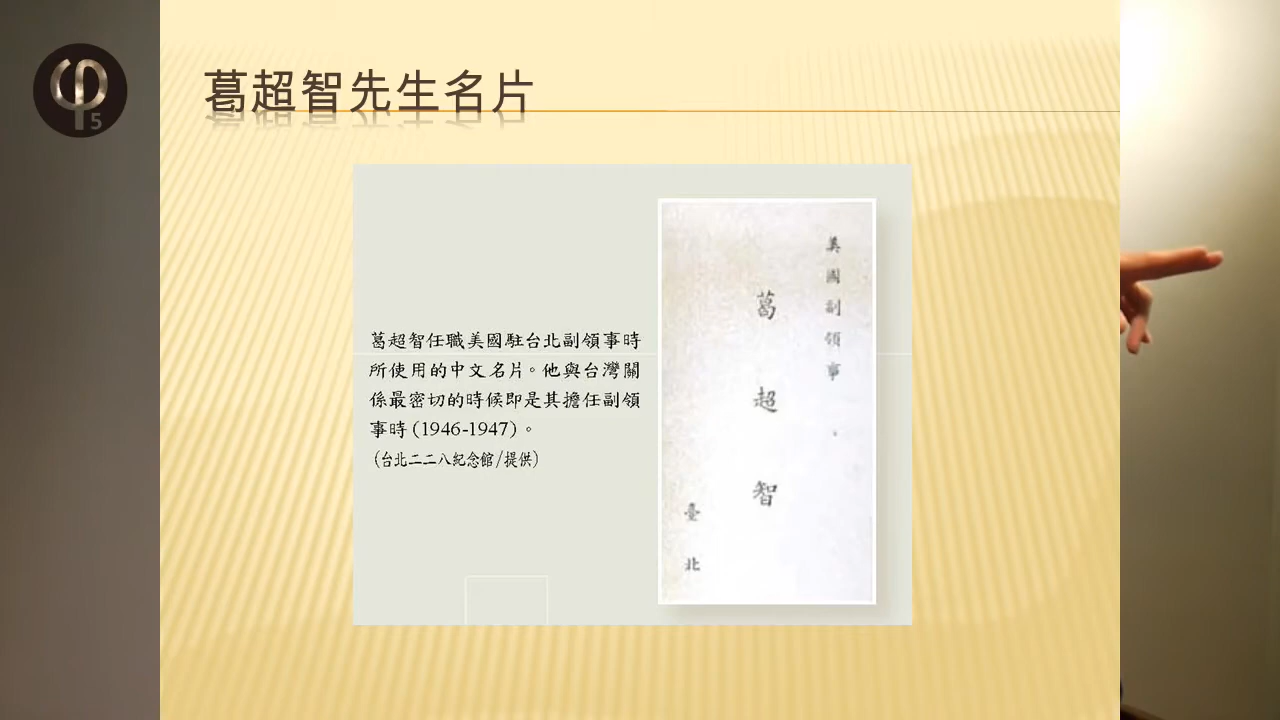 φ5
葛超智先生名片
葛超智任職美國駐台北副領事時
所使用的中文名片。他與台灣關
係最密切的時候即是其擔任副領
事時(1946-1947)。
(台北二二八紀念館/提供)
美國副領事
葛超智
臺北